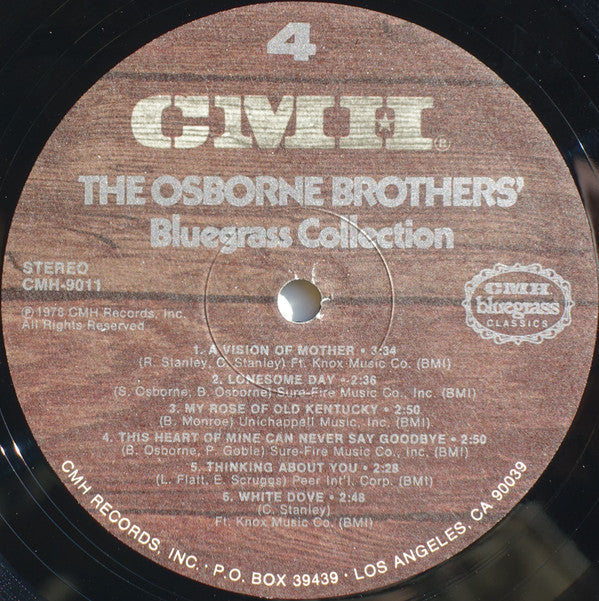 4
CMH®
THE OSBORNE BROTHERS'
Bluegrass Collection
STEREO
CMH-9011
℗ 1978 CMH Records, Inc.
All Rights Reserved
CMH
bluegrass
CLASSICS
1. A VISION OF MOTHER • 3:34
(R. Stanley, C. Stanley) Ft. Knox Music Co. (BMI)
2. LONESOME DAY • 2:36
(S. Osborne, B. Osborne) Sure-Fire Music Co., Inc. (BMI)
3. MY ROSE OF OLD KENTUCKY • 2:50
(B. Monroe) Unichappell Music, Inc. (BMI)
4. THIS HEART OF MINE CAN NEVER SAY GOODBYE • 2:50
(B. Osborne, P. Goble) Sure-Fire Music Co., Inc. (BMI)
5. THINKING ABOUT YOU • 2:28
(L. Flatt, E. Scruggs) Peer Int'l. Corp. (BMI)
6. WHITE DOVE • 2:48
(C. Stanley)
Ft. Knox Music Co. (BMI)
CMH RECORDS, INC. • P.O. BOX 39439 • LOS ANGELES, CA 90039